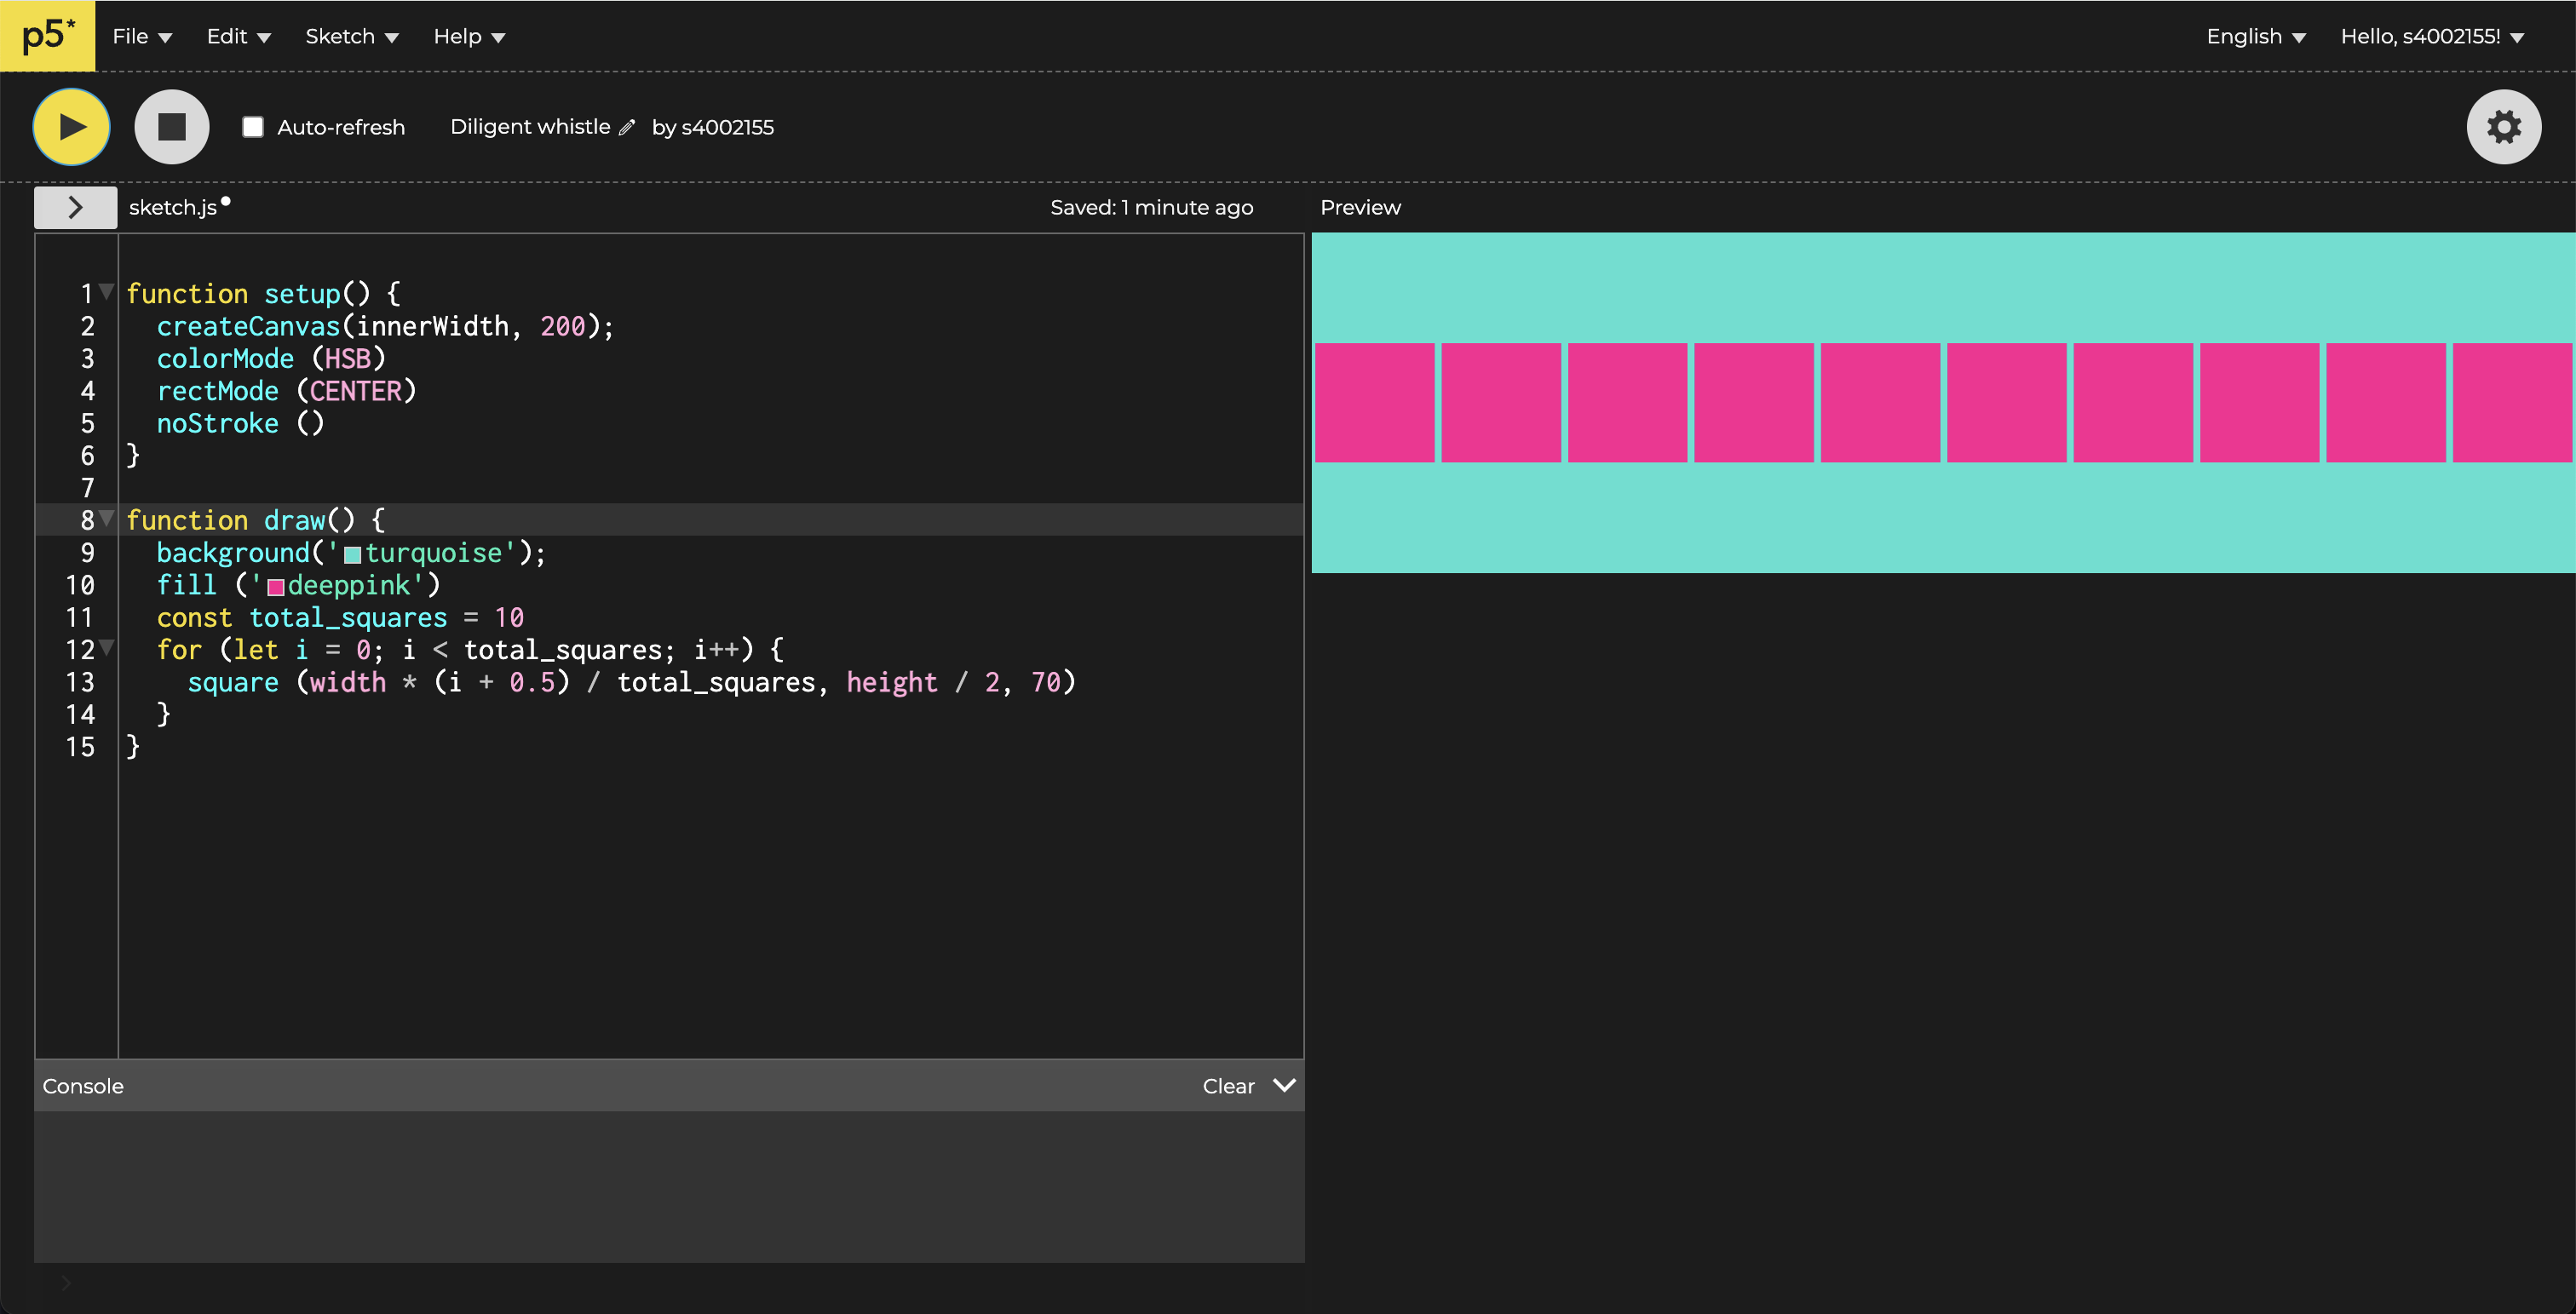 p5* File Edit Sketch Help English Hello, s4002155!
Auto-refresh Diligent whistle by s4002155
sketch.js Saved: 1 minute ago Preview
1 function setup() {
2 createCanvas(innerWidth, 200);
3 colorMode (HSB)
4 rectMode (CENTER)
5 noStroke ()
6 }
7
8 function draw() {
9 background('turquoise');
10 fill ('deeppink')
11 const total_squares = 10
12 for (let i = 0; i < total_squares; i++) {
13 square (width * (i + 0.5) / total_squares, height / 2, 70)
14 }
15 }
Console Clear